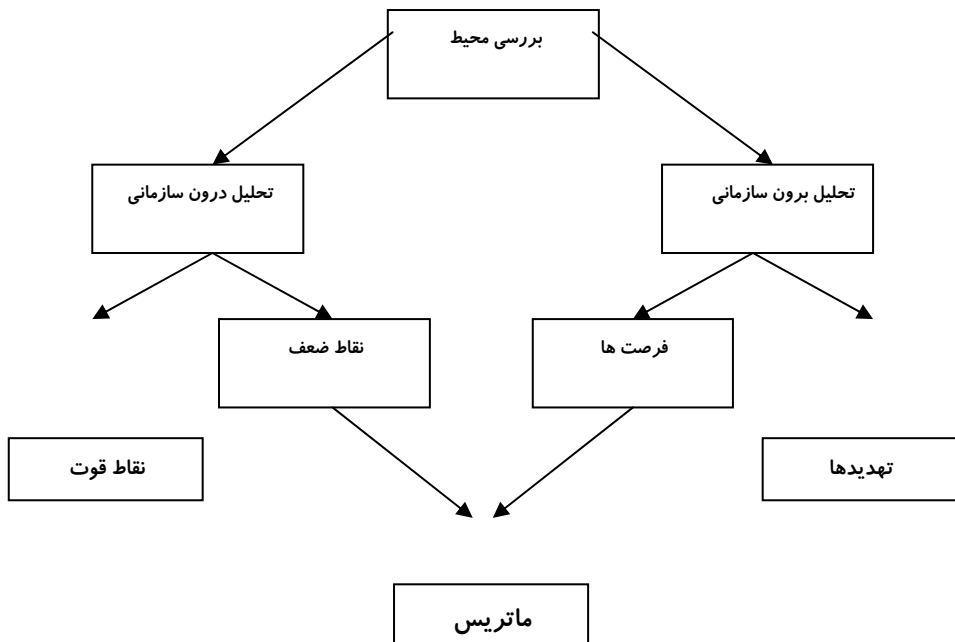 بررسی محیط
تحلیل برون سازمانی
تحلیل درون سازمانی
فرصت ها
نقاط ضعف
تهدیدها
نقاط قوت
ماتریس